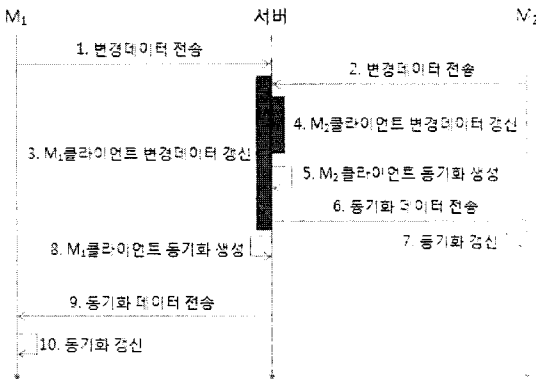 M₁
서버
M₂
1. 변경데이터 전송
2. 변경데이터 전송
4. M₂클라이언트 변경데이터 갱신
3. M₁클라이언트 변경데이터 갱신
5. M₂클라이언트 동기화 생성
6. 동기화 데이터 전송
7. 동기화 갱신
8. M₁클라이언트 동기화 생성
9. 동기화 데이터 전송
10. 동기화 갱신